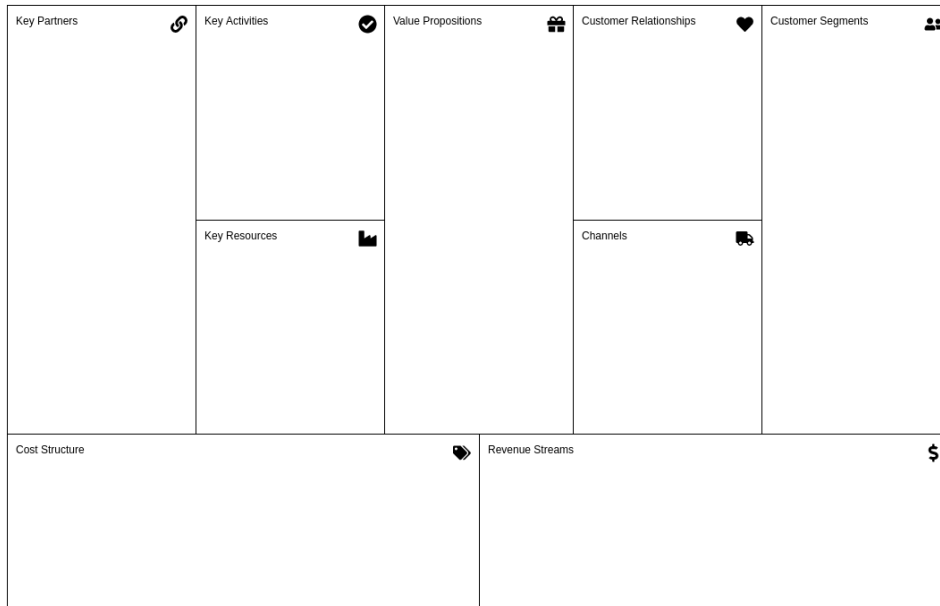 Key Partners
Key Activities
Value Propositions
Customer Relationships
Customer Segments
Key Resources
Channels
Cost Structure
Revenue Streams